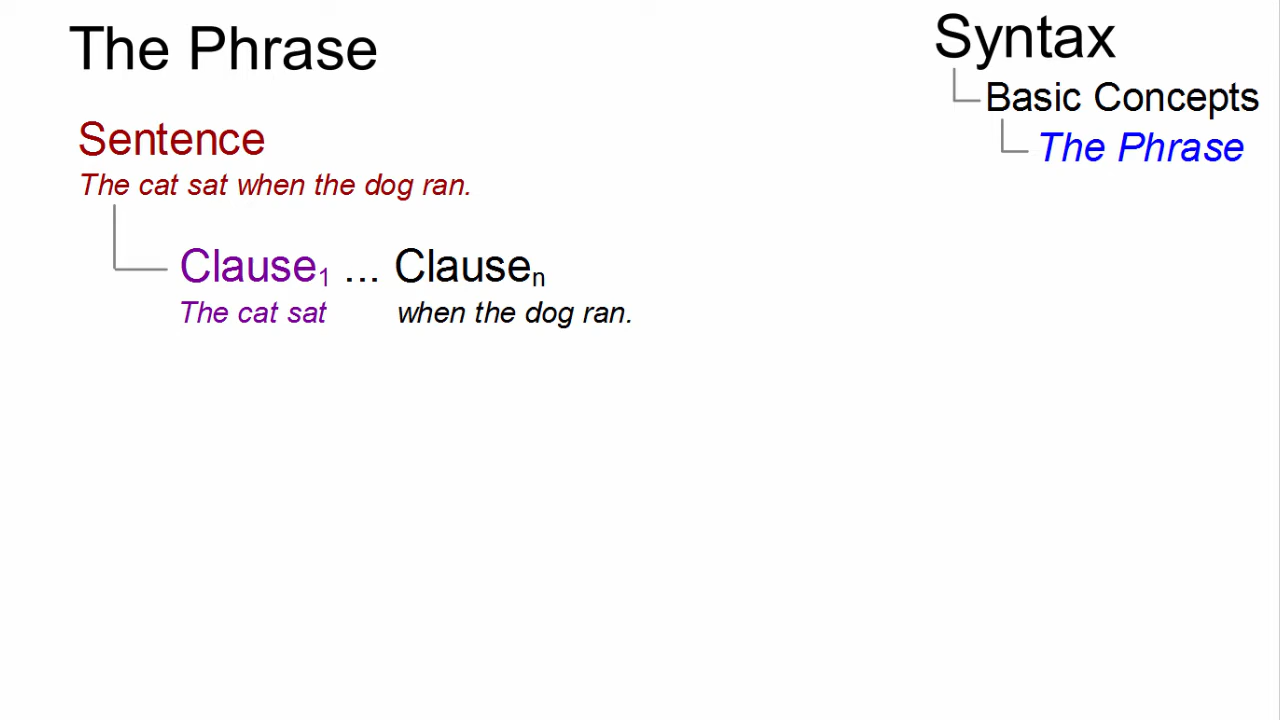 The Phrase
Syntax
Basic Concepts
The Phrase
Sentence
The cat sat when the dog ran.
Clause1 ... Clausen
The cat sat when the dog ran.